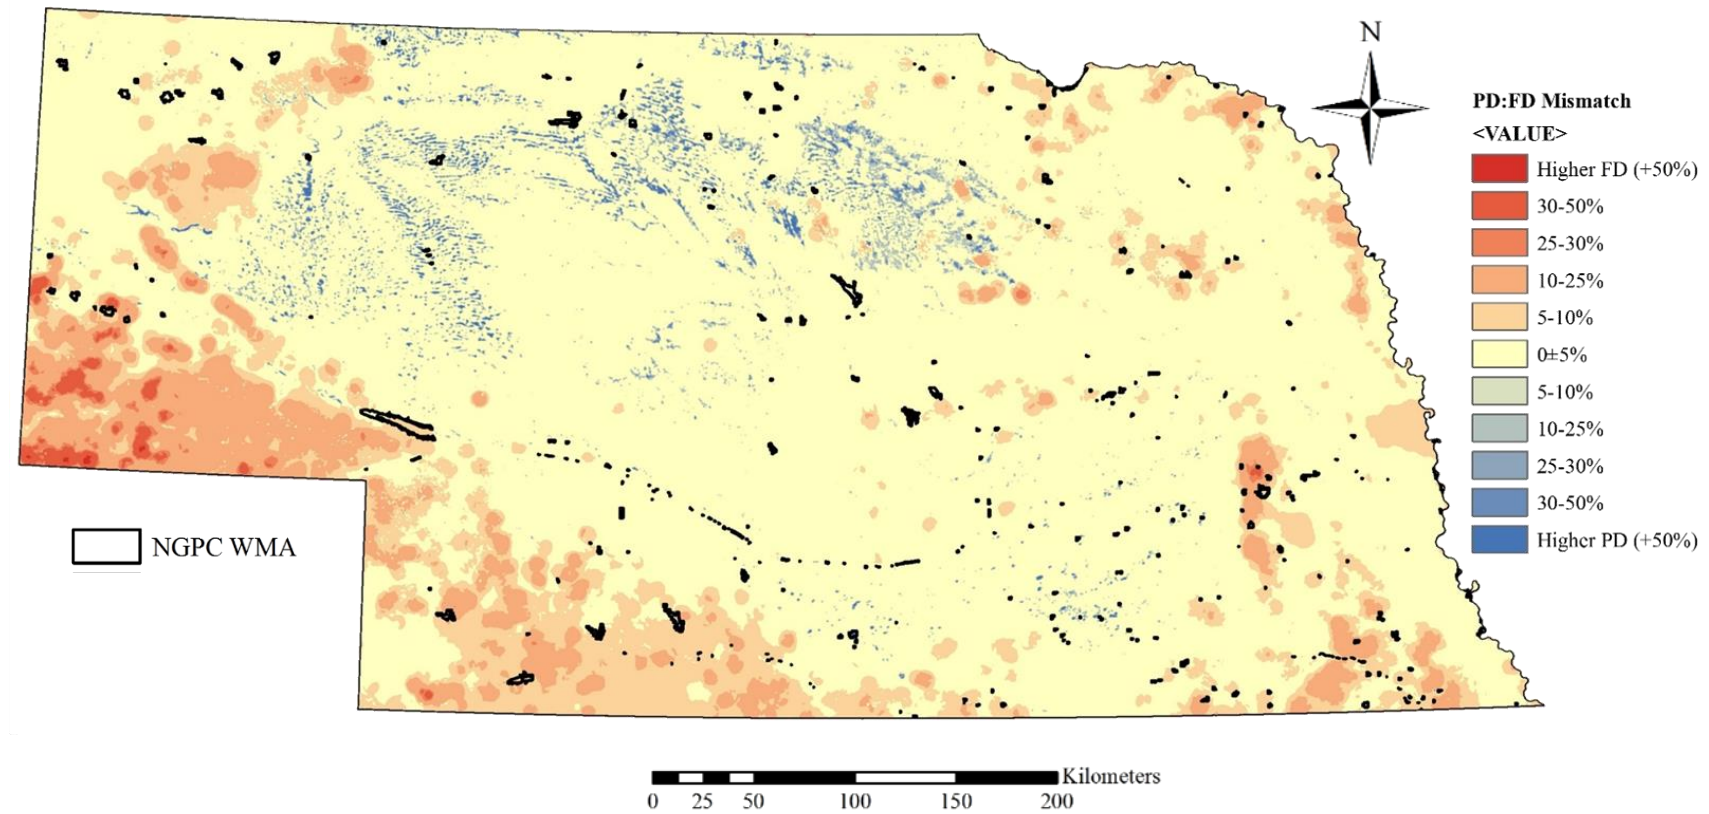 N
PD:FD Mismatch
<VALUE>
Higher FD (+50%)
30-50%
25-30%
10-25%
5-10%
0±5%
5-10%
10-25%
25-30%
30-50%
Higher PD (+50%)
NGPC WMA
Kilometers
0 25 50 100 150 200